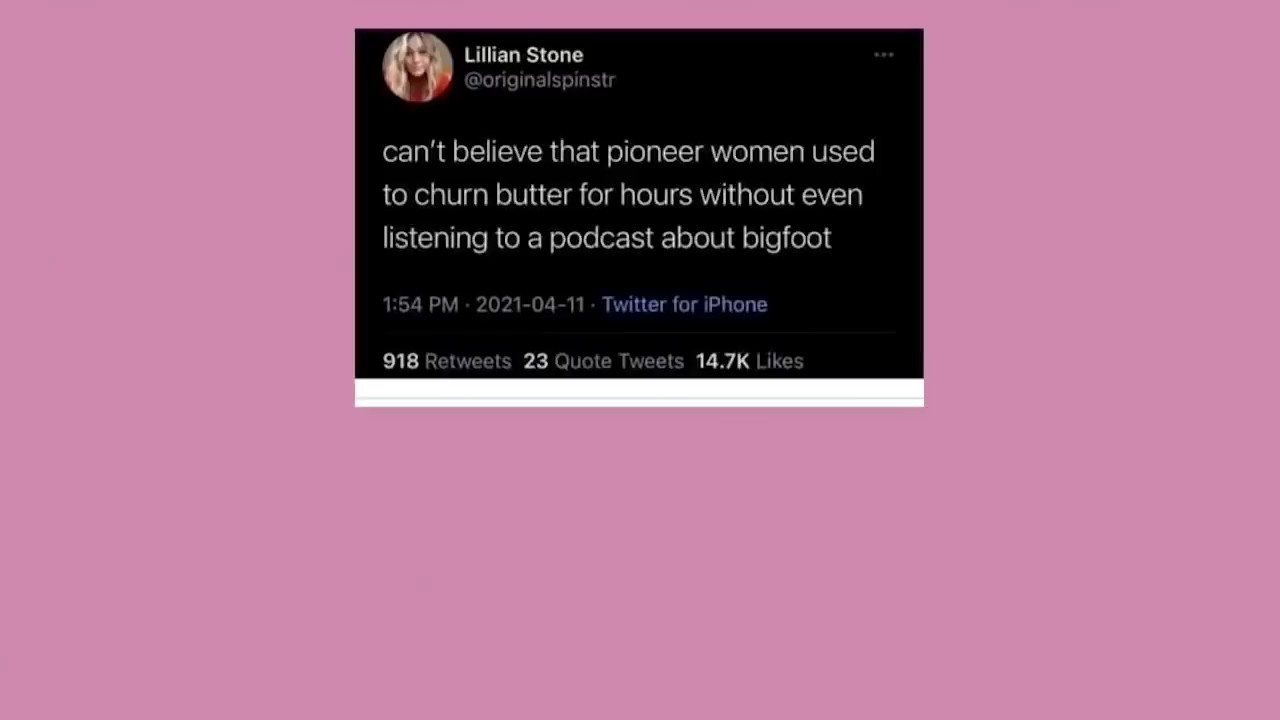 Lillian Stone
@originalspinstr
can't believe that pioneer women used
to churn butter for hours without even
listening to a podcast about bigfoot
1:54 PM · 2021-04-11 · Twitter for iPhone
918 Retweets 23 Quote Tweets 14.7K Likes